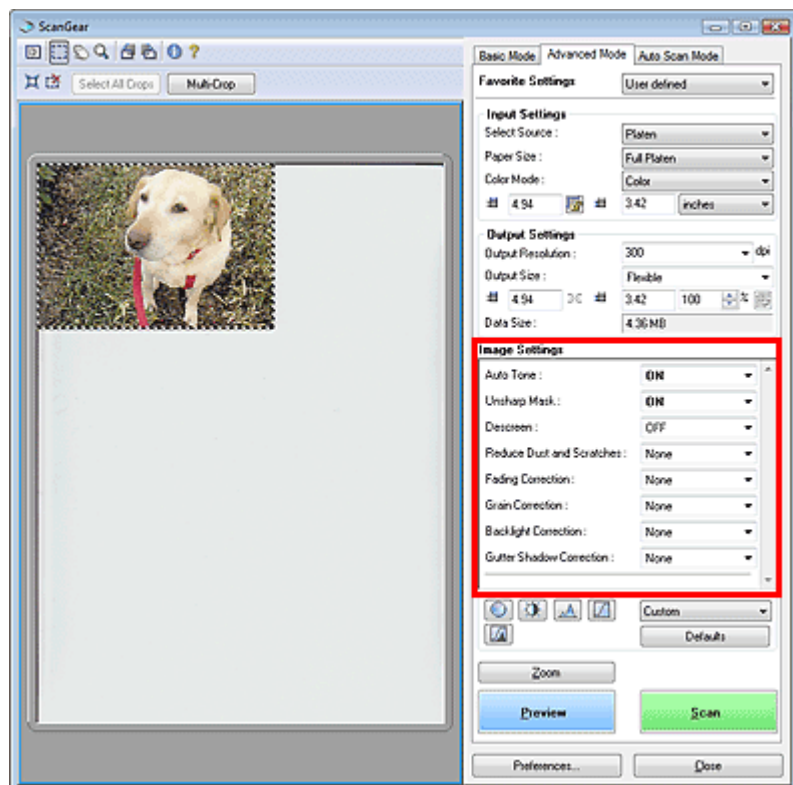 ScanGear
Select All Crops Multi-Crop
Basic Mode Advanced Mode Auto Scan Mode
Favorite Settings User defined
Input Settings
Select Source : Platen
Paper Size : Full Platen
Color Mode : Color
4.94 3.42 inches
Output Settings
Output Resolution : 300 dpi
Output Size : Flexible
4.94 3.42 100 %
Data Size : 4.36 MB
Image Settings
Auto Tone : ON
Unsharp Mask : ON
Descreen : OFF
Reduce Dust and Scratches : None
Fading Correction : None
Grain Correction : None
Backlight Correction : None
Gutter Shadow Correction : None
Custom
Defaults
Zoom
Preview Scan
Preferences... Close